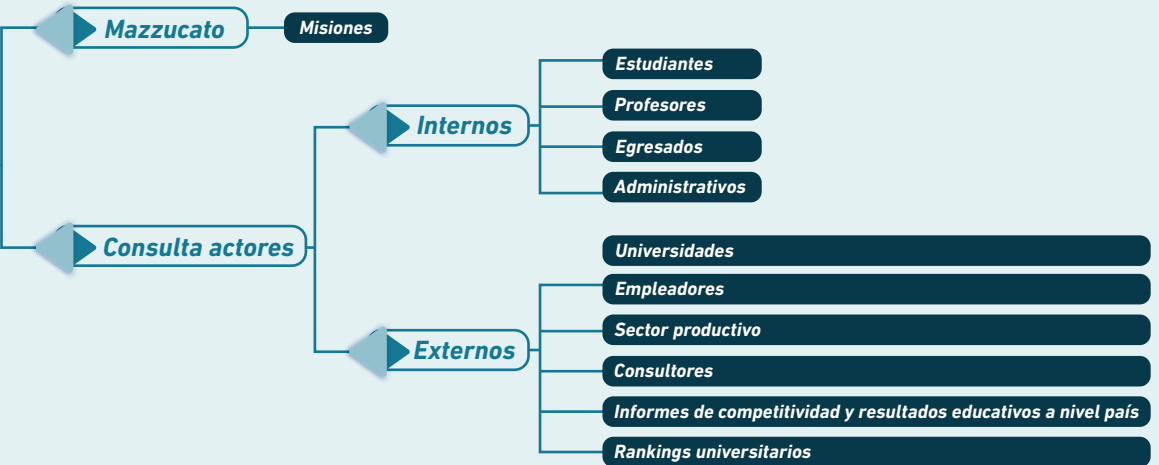 Mazzucato
Misiones
Consulta actores
Internos
Estudiantes
Profesores
Egresados
Administrativos
Externos
Universidades
Empleadores
Sector productivo
Consultores
Informes de competitividad y resultados educativos a nivel país
Rankings universitarios